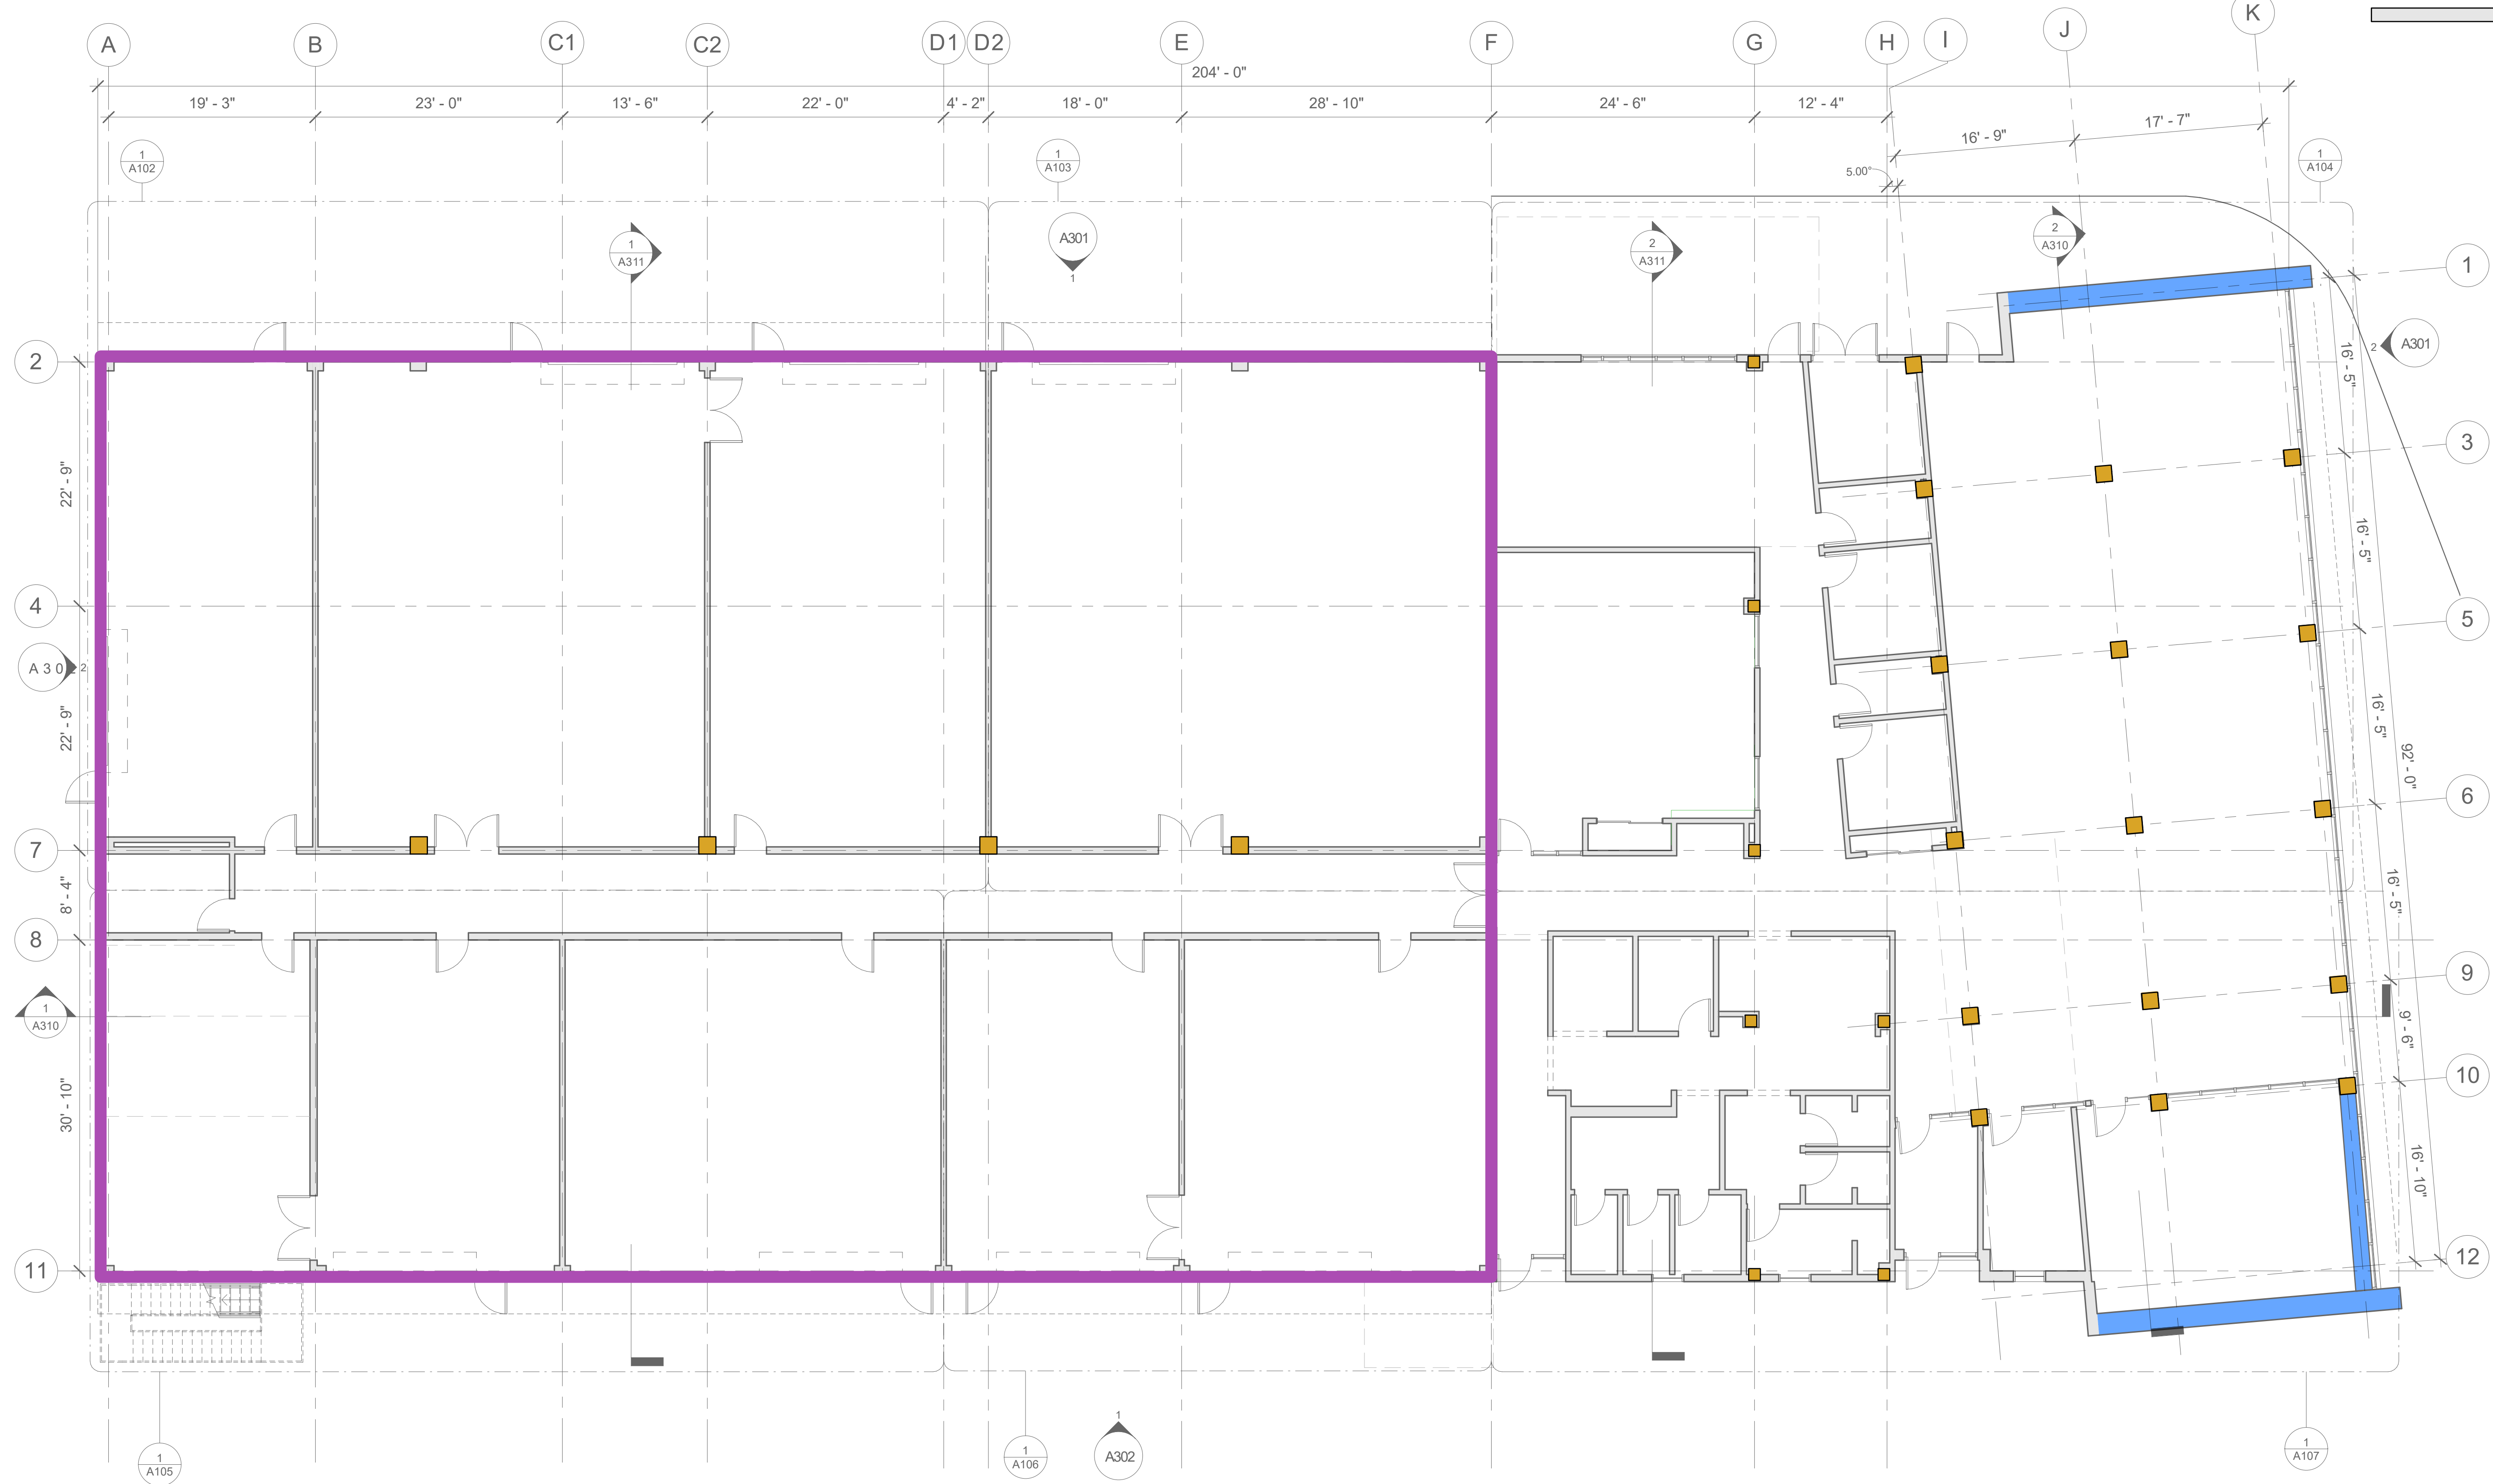 A B C1 C2 D1 D2 E F G H I J K
204' - 0"
19' - 3" 23' - 0" 13' - 6" 22' - 0" 4' - 2" 18' - 0" 28' - 10" 24' - 6" 12' - 4"
16' - 9" 17' - 7"
5.00°
1
A102
1
A103
1
A104
1
A311
A301
1
2
A311
2
A310
1
2
A301
2
3
4
5
6
7
8
9
10
11
12
22' - 9"
22' - 9"
8' - 4"
30' - 10"
A 3 0 2
2
1
A310
16' - 5"
16' - 5"
16' - 5"
16' - 5"
9' - 6"
16' - 10"
92' - 0"
1
A105
1
A106
1
A302
1
A107